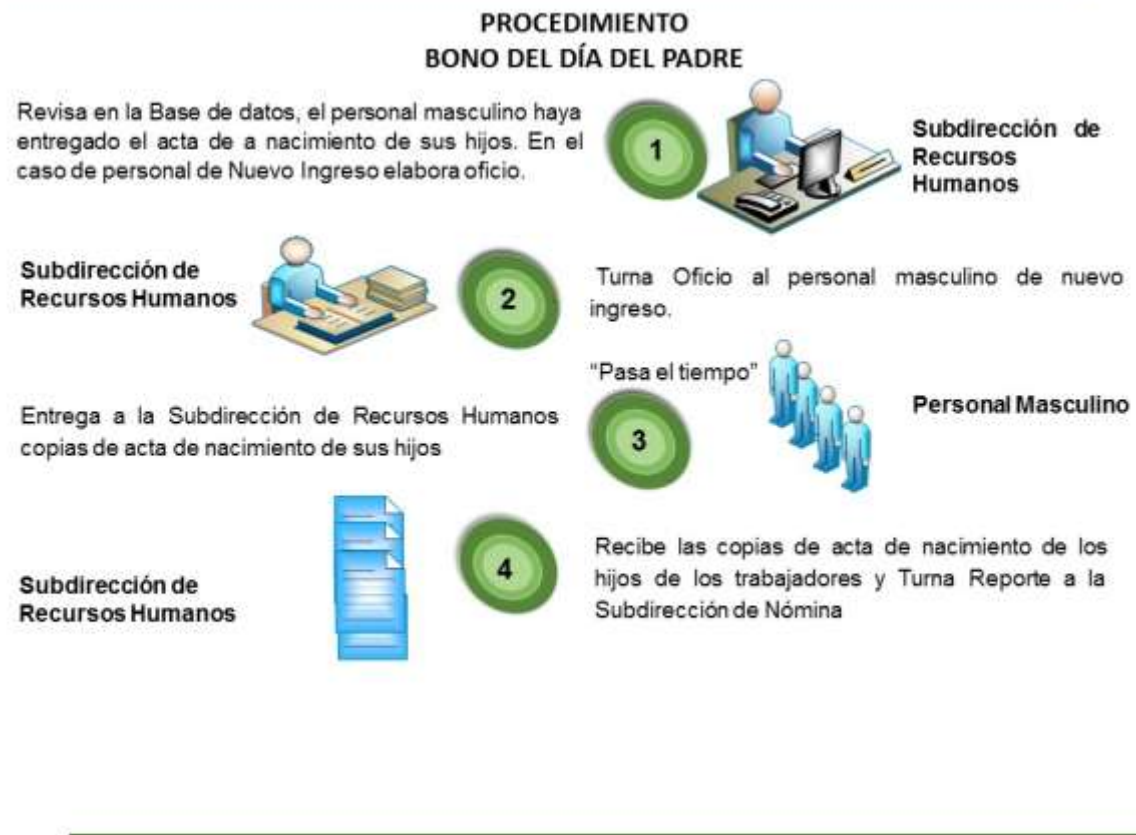 PROCEDIMIENTO
BONO DEL DÍA DEL PADRE
Revisa en la Base de datos, el personal masculino haya
entregado el acta de a nacimiento de sus hijos. En el
caso de personal de Nuevo Ingreso elabora oficio.
1
Subdirección de
Recursos
Humanos
Subdirección de
Recursos Humanos
2
Turna Oficio al personal masculino de nuevo
ingreso.
“Pasa el tiempo”
Entrega a la Subdirección de Recursos Humanos
copias de acta de nacimiento de sus hijos
3
Personal Masculino
Subdirección de
Recursos Humanos
4
Recibe las copias de acta de nacimiento de los
hijos de los trabajadores y Turna Reporte a la
Subdirección de Nómina